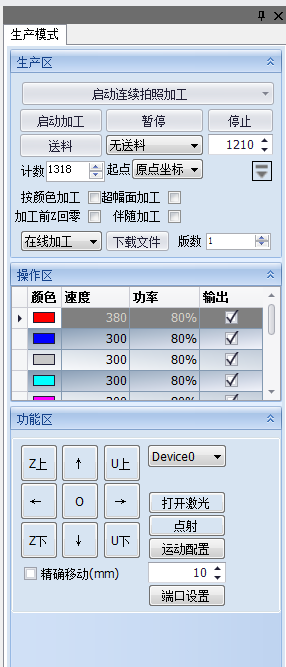 生产模式
生产区
启动连续拍照加工
启动加工 暂停 停止
送料 无送料 1210
计数 1318 起点 原点坐标
按颜色加工 超幅面加工
加工前Z回零 伴随加工
在线加工 下载文件 版数 1
操作区
颜色 速度 功率 输出
380 80%
300 80%
300 80%
300 80%
300 80%
功能区
Z上 ↑ U上 Device0
← O → 打开激光
点射
Z下 ↓ U下 运动配置
精确移动(mm) 10
端口设置